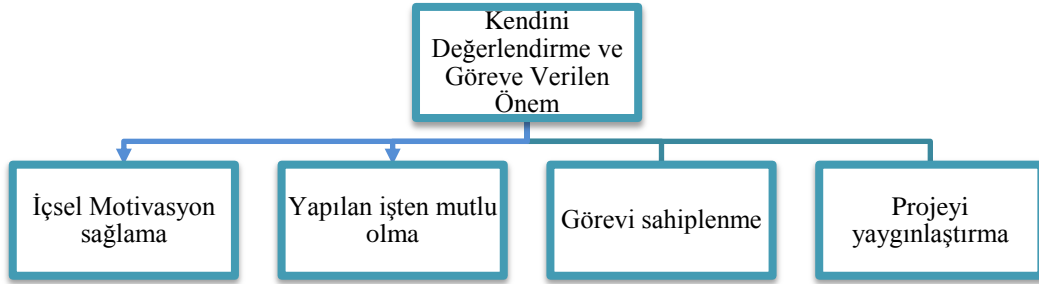 Kendini
Değerlendirme ve
Göreve Verilen
Önem
İçsel Motivasyon
sağlama
Yapılan işten mutlu
olma
Görevi sahiplenme
Projeyi
yaygınlaştırma